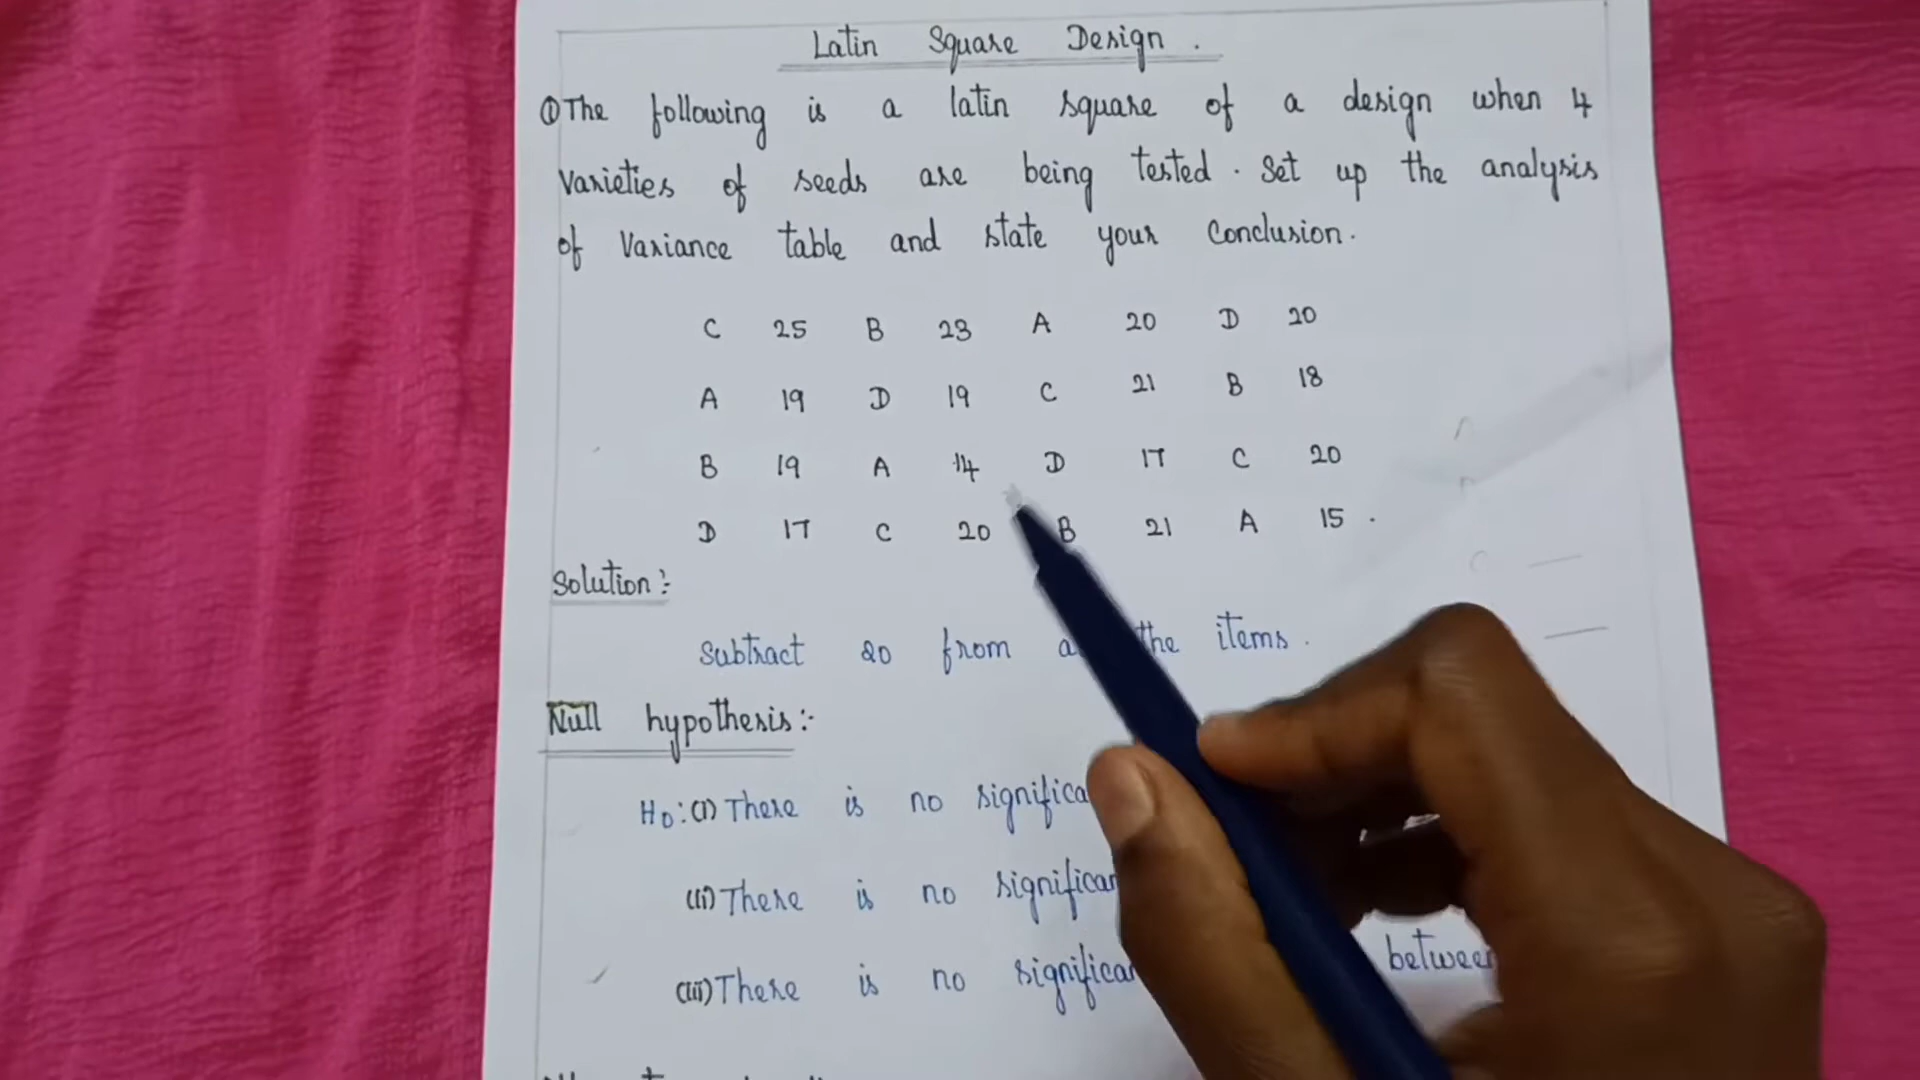 Latin Square Design .
① The following is a latin square of a design when 4
varieties of seeds are being tested . Set up the analysis
of Variance table and state your Conclusion.
C 25 B 23 A 20 D 20
A 19 D 19 C 21 B 18
B 19 A 14 D 17 C 20
D 17 C 20 B 21 A 15 .
Solution :-
Subtract 20 from the items .
Null hypothesis :-
H0 : (i) There is no
(ii) There is no
(iii) There is no between